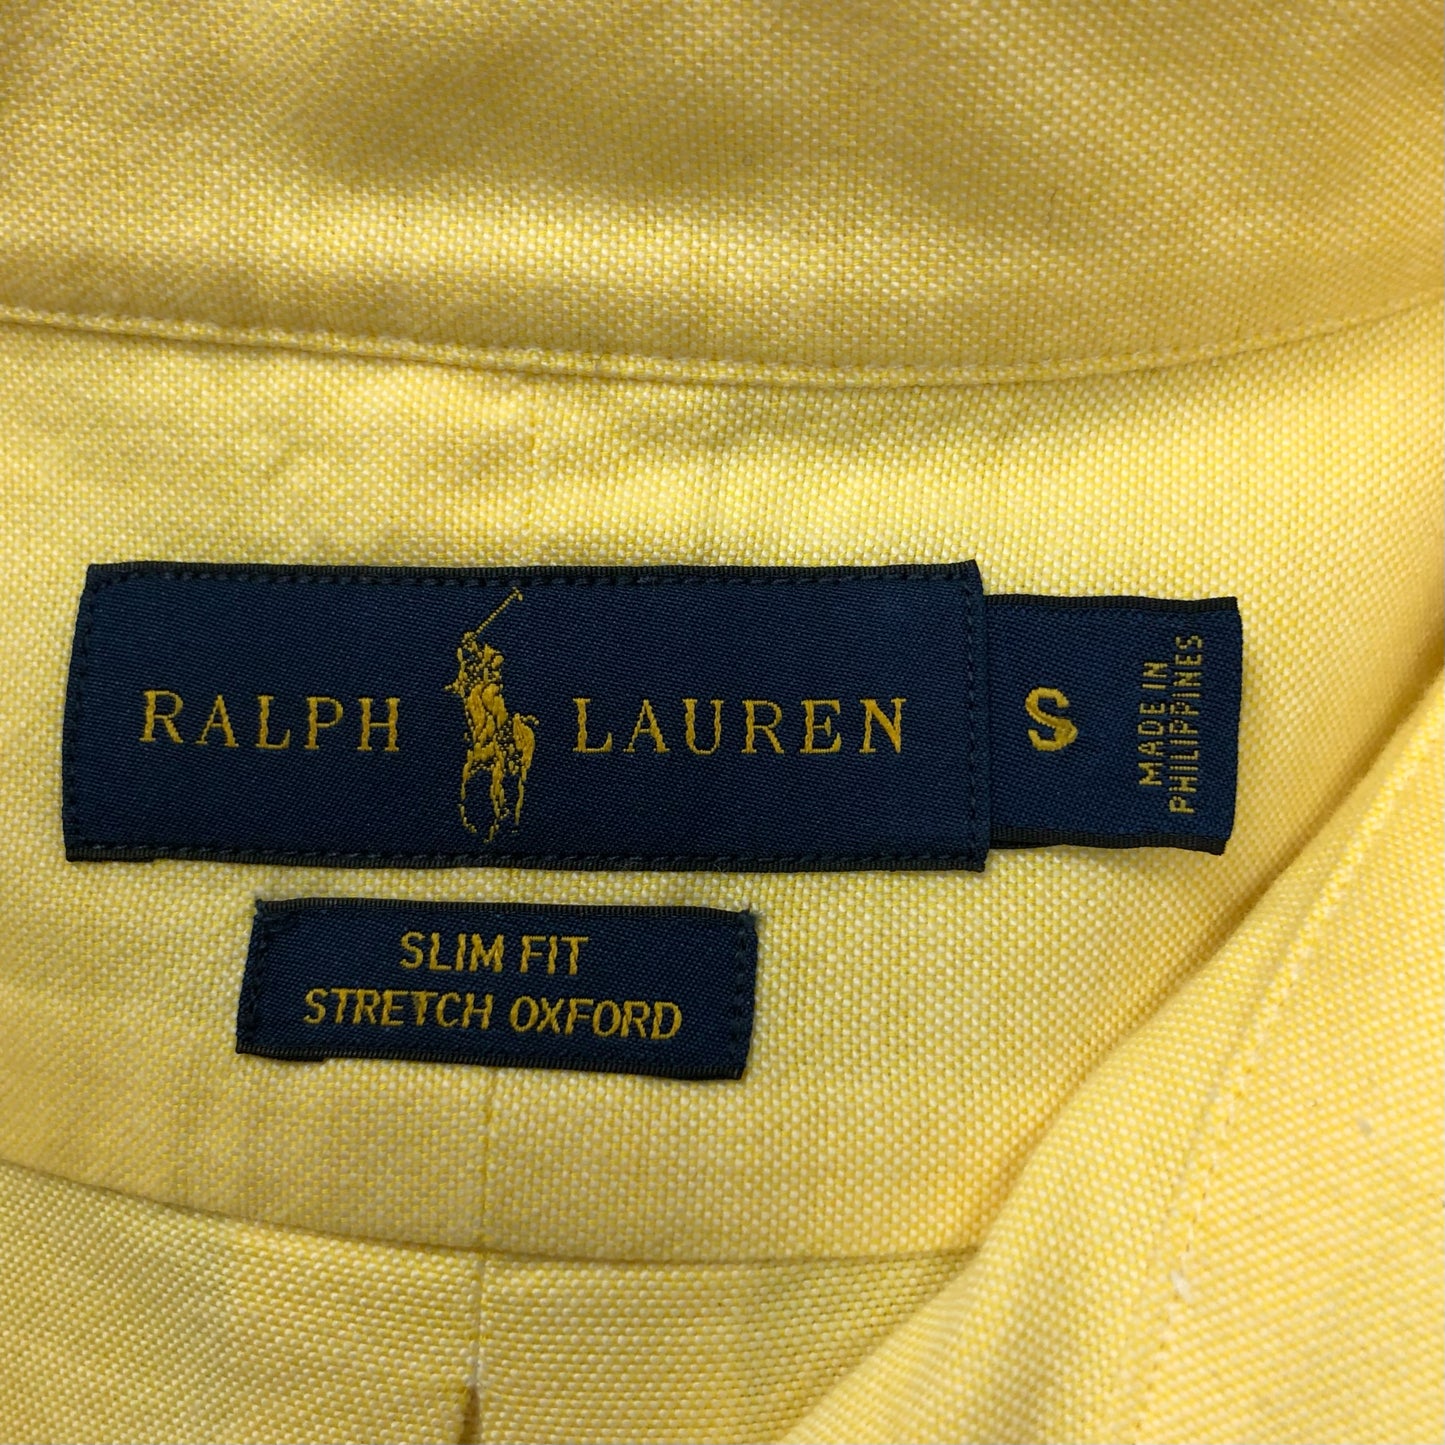 RALPH LAUREN
S
MADE IN
PHILIPPINES
SLIM FIT
STRETCH OXFORD